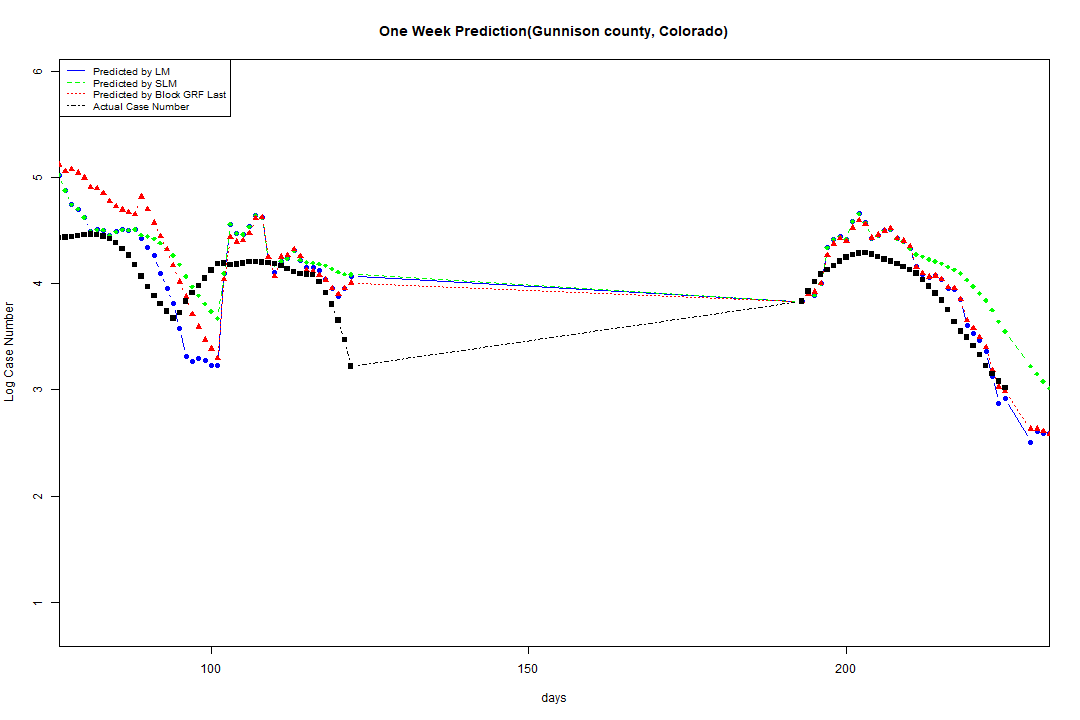 One Week Prediction(Gunnison county, Colorado)
Predicted by LM
Predicted by SLM
Predicted by Block GRF Last
Actual Case Number
6
5
4
3
2
1
Log Case Number
100 150 200
days